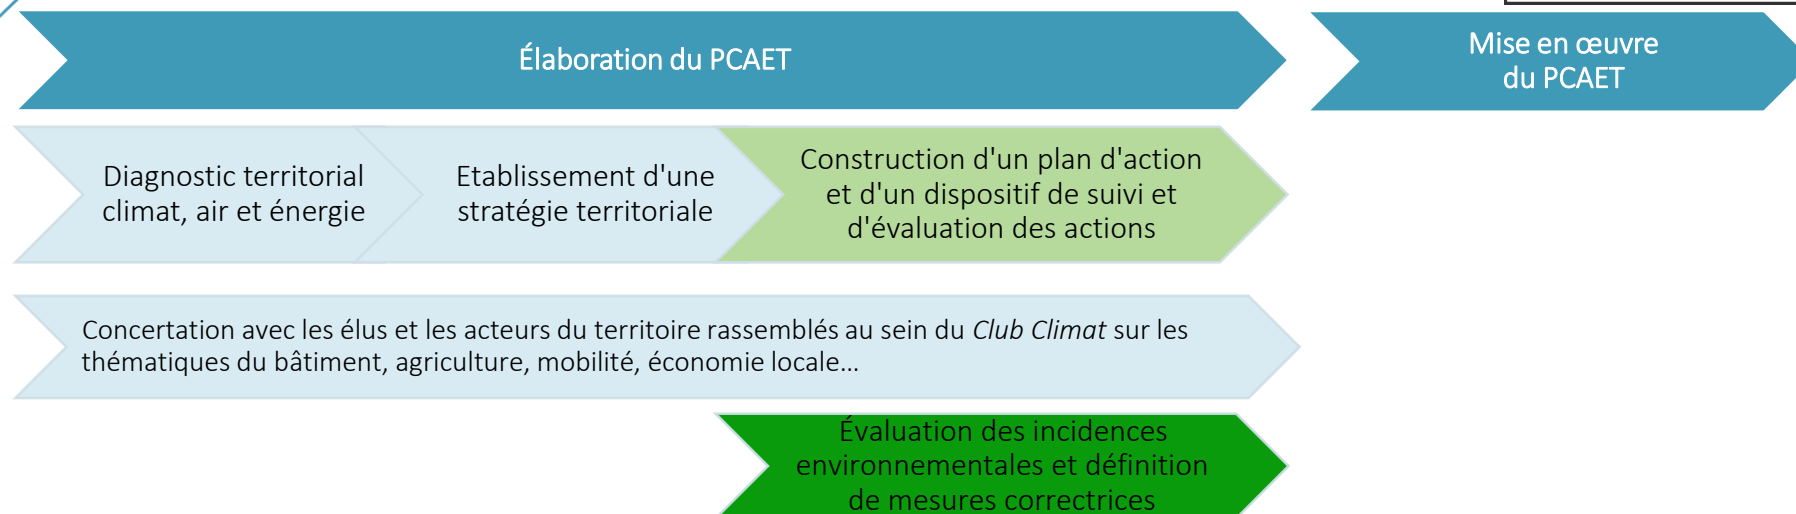 Élaboration du PCAET
Mise en œuvre
du PCAET
Diagnostic territorial
climat, air et énergie
Etablissement d'une
stratégie territoriale
Construction d'un plan d'action
et d'un dispositif de suivi et
d'évaluation des actions
Concertation avec les élus et les acteurs du territoire rassemblés au sein du Club Climat sur les
thématiques du bâtiment, agriculture, mobilité, économie locale…
Évaluation des incidences
environnementales et définition
de mesures correctrices